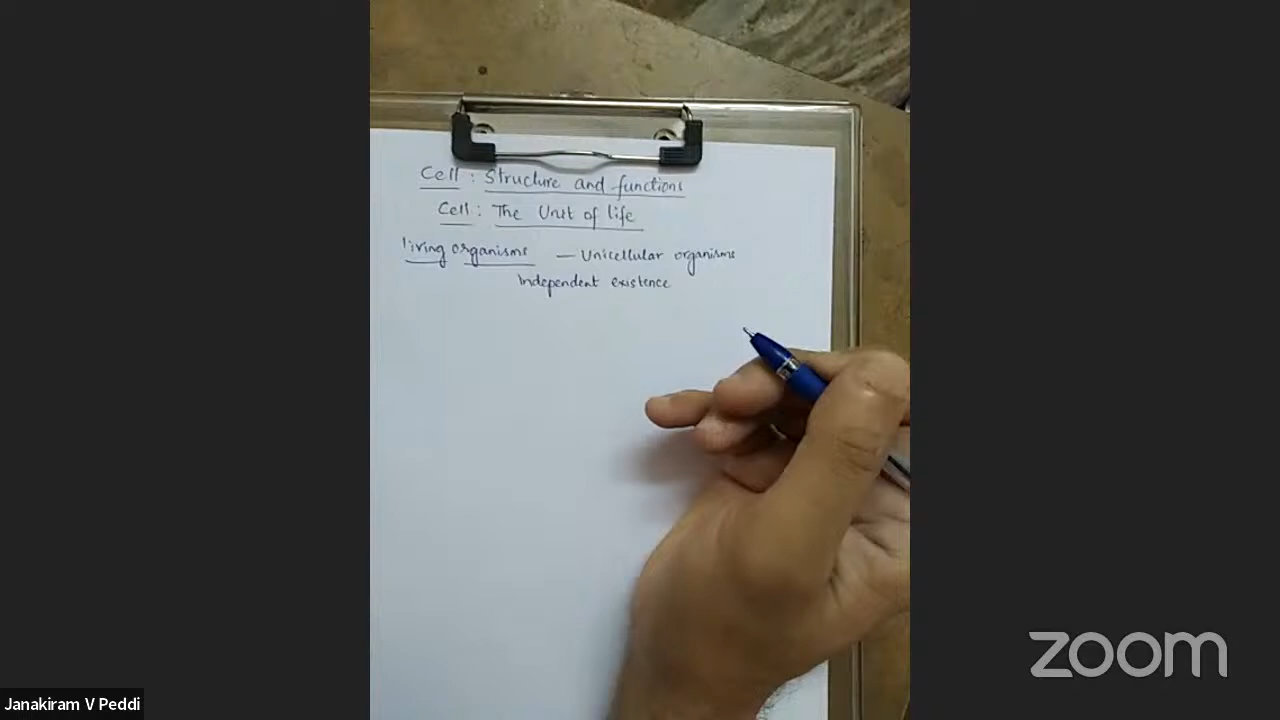 Cell : Structure and functions
Cell : The Unit of life
living organisms — Unicellular organisms
Independent existence
zoom
Janakiram V Peddi